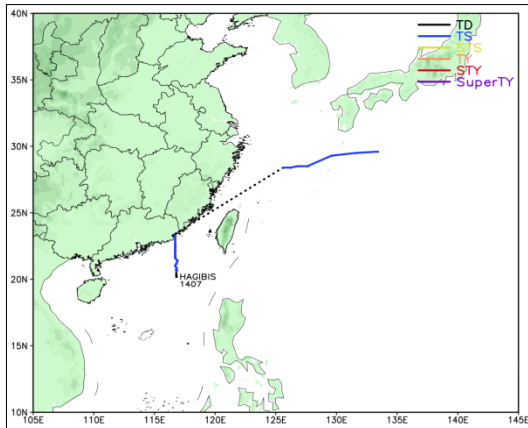 40N
35N
30N
25N
20N
15N
10N
TD
TS
STS
TY
STY
SuperTY
HAGIBIS
1407
105E 110E 115E 120E 125E 130E 135E 140E 145E